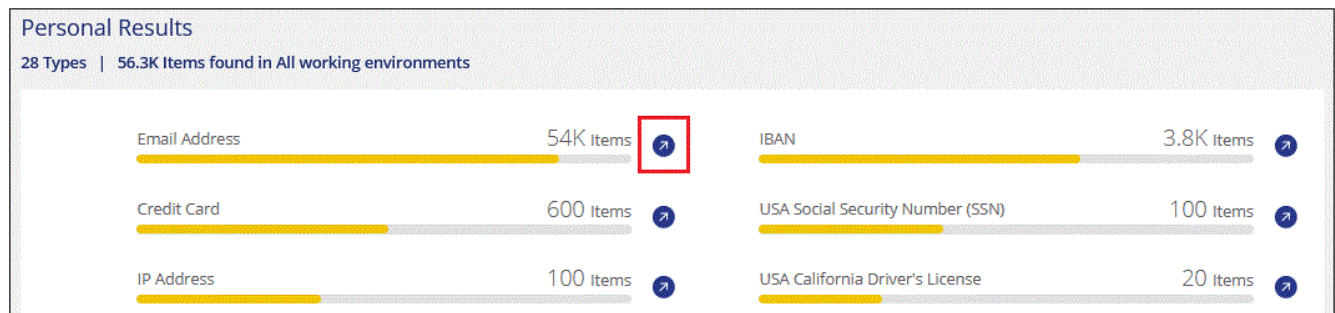 Personal Results
28 Types | 56.3K Items found in All working environments
Email Address 54K Items
IBAN 3.8K Items
Credit Card 600 Items
USA Social Security Number (SSN) 100 Items
IP Address 100 Items
USA California Driver's License 20 Items